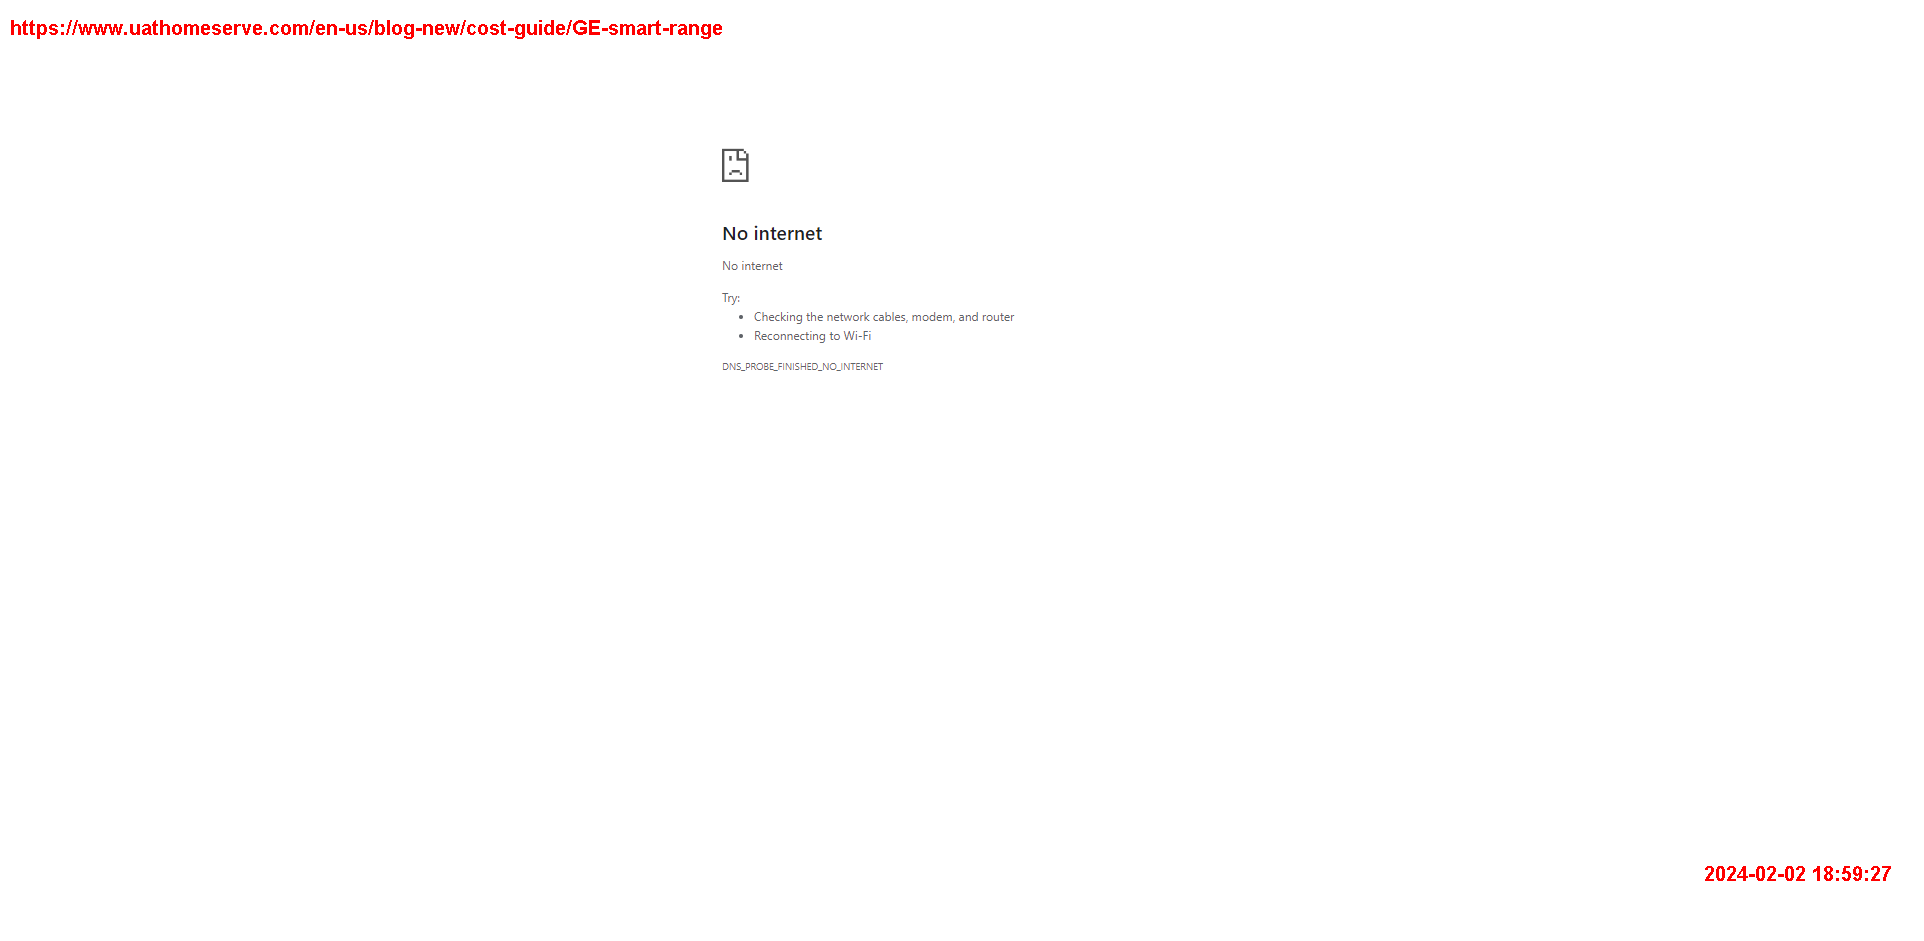 https://www.uathomeserve.com/en-us/blog-new/cost-guide/GE-smart-range
No internet
No internet
Try:
• Checking the network cables, modem, and router
• Reconnecting to Wi-Fi
DNS_PROBE_FINISHED_NO_INTERNET
2024-02-02 18:59:27